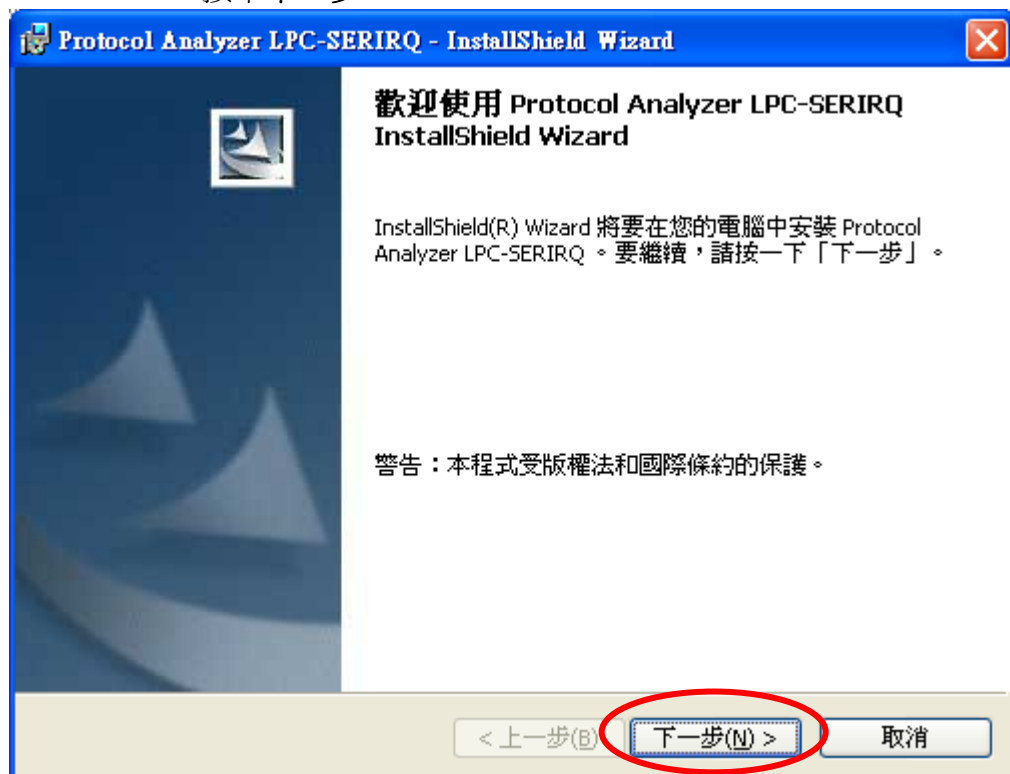 Protocol Analyzer LPC-SERIRQ - InstallShield Wizard
歡迎使用 Protocol Analyzer LPC-SERIRQ
InstallShield Wizard
InstallShield(R) Wizard 將要在您的電腦中安裝 Protocol
Analyzer LPC-SERIRQ 。要繼續，請按一下「下一步」。
警告：本程式受版權法和國際條約的保護。
< 上一步(B)
下一步(N) >
取消